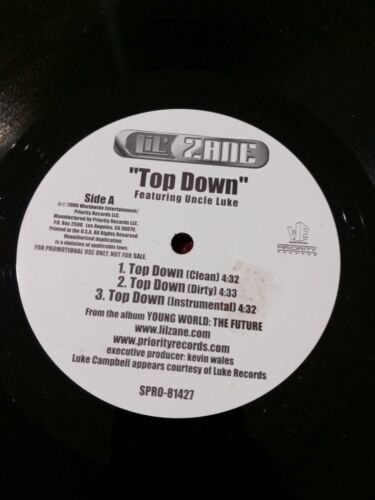 LIL' ZANE
"Top Down"
Featuring Uncle Luke
Side A
℗ © 2000 Worldwide Entertainment/
Priority Records LLC.
Manufactured by Priority Records LLC.
P.O. Box 2590, Los Angeles, CA 90078.
Printed in the U.S.A. All Rights Reserved.
Unauthorized duplication
is a violation of applicable laws.
FOR PROMOTIONAL USE ONLY. NOT FOR SALE.
PRIORITY
RECORDS
1. Top Down (Clean) 4:32
2. Top Down (Dirty) 4:33
3. Top Down (Instrumental) 4:32
From the album YOUNG WORLD: THE FUTURE
www.lilzane.com
www.priorityrecords.com
executive producer: kevin wales
Luke Campbell appears courtesy of Luke Records
SPRO-81427